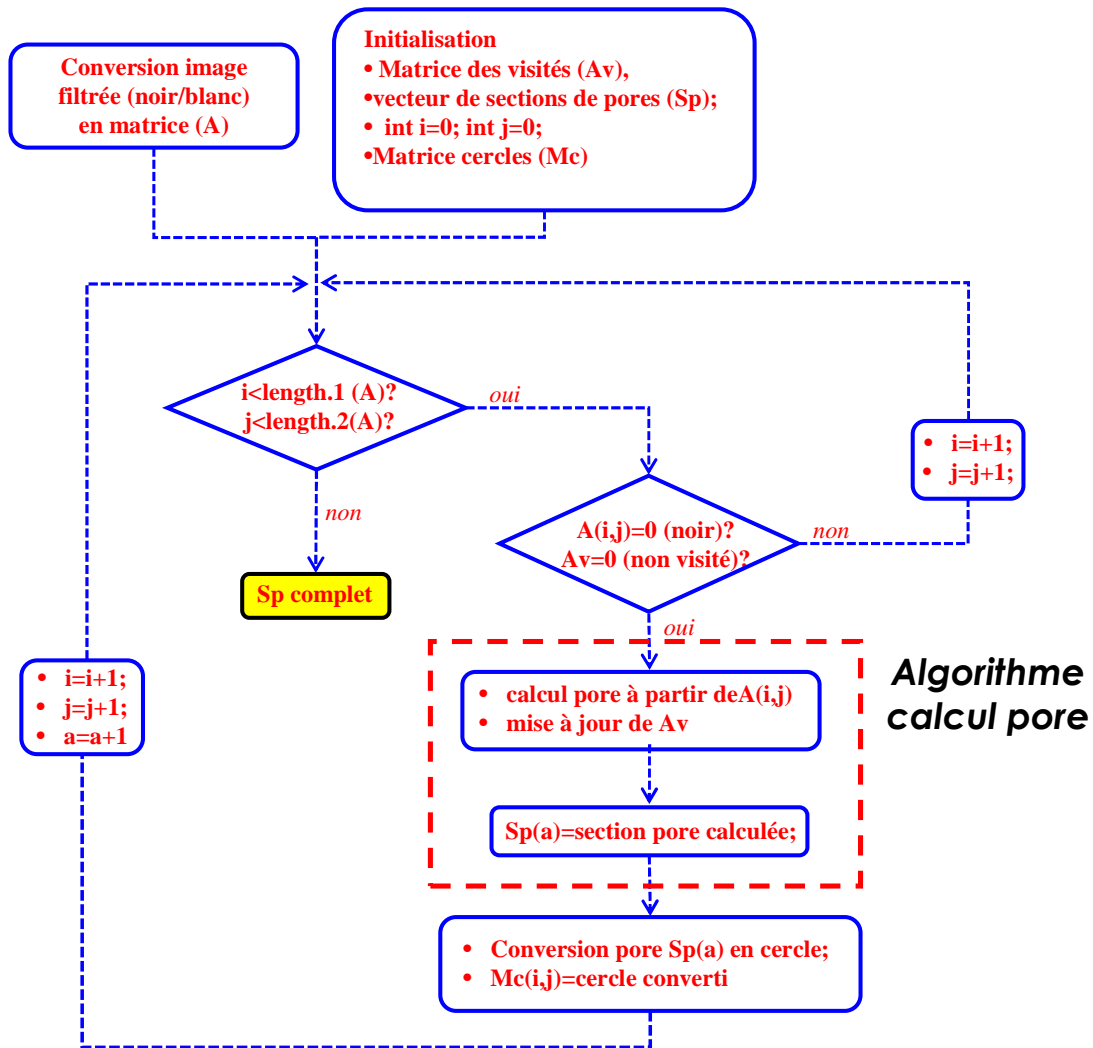 Conversion image
filtrée (noir/blanc)
en matrice (A)
Initialisation
• Matrice des visités (Av),
•vecteur de sections de pores (Sp);
• int i=0; int j=0;
•Matrice cercles (Mc)
i<length.1 (A)?
j<length.2(A)?
oui
non
• i=i+1;
• j=j+1;
A(i,j)=0 (noir)?
Av=0 (non visité)?
non
oui
Sp complet
• i=i+1;
• j=j+1;
• a=a+1
• calcul pore à partir deA(i,j)
• mise à jour de Av
Algorithme
calcul pore
Sp(a)=section pore calculée;
• Conversion pore Sp(a) en cercle;
• Mc(i,j)=cercle converti